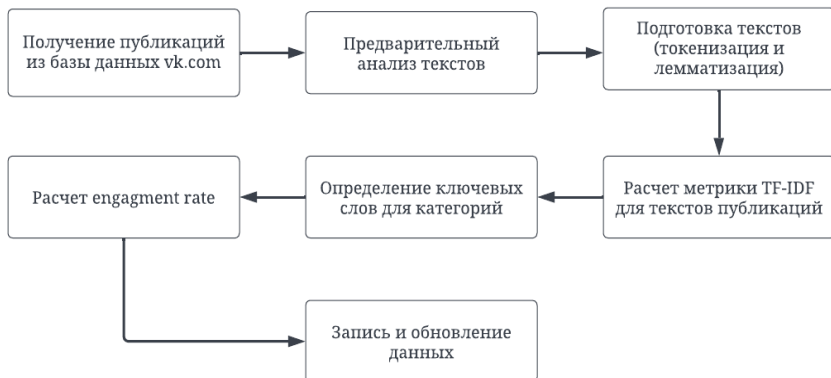 Получение публикаций
из базы данных vk.com
Предварительный
анализ текстов
Подготовка текстов
(токенизация и
лемматизация)
Расчет метрики TF-IDF
для текстов публикаций
Определение ключевых
слов для категорий
Расчет engagment rate
Запись и обновление
данных